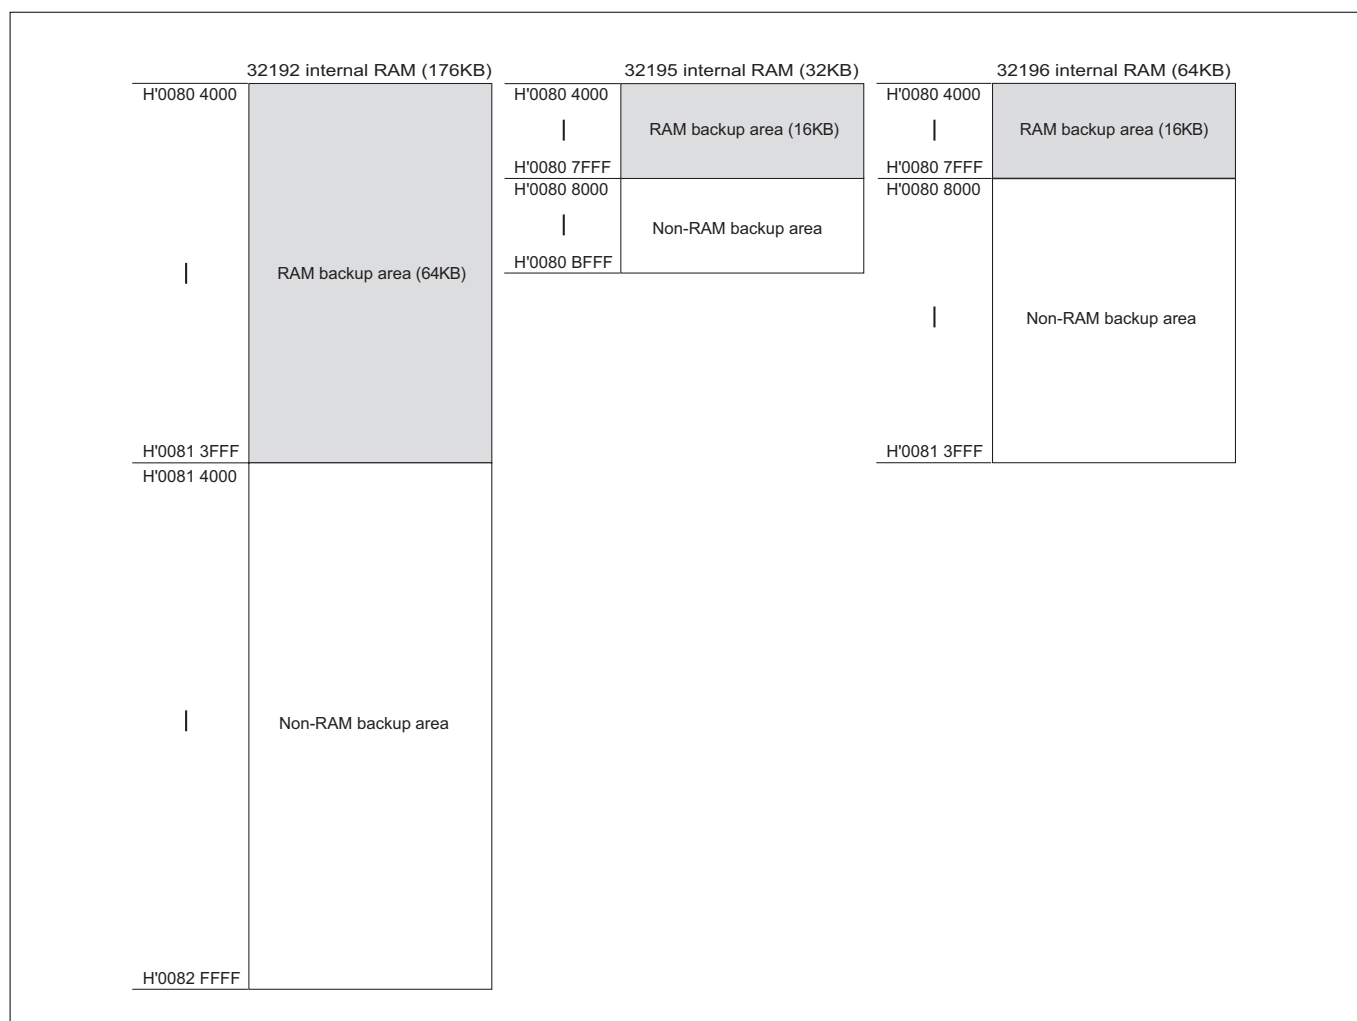 32192 internal RAM (176KB)
H'0080 4000
RAM backup area (64KB)
H'0081 3FFF
H'0081 4000
Non-RAM backup area
H'0082 FFFF
32195 internal RAM (32KB)
H'0080 4000
RAM backup area (16KB)
H'0080 7FFF
H'0080 8000
Non-RAM backup area
H'0080 BFFF
32196 internal RAM (64KB)
H'0080 4000
RAM backup area (16KB)
H'0080 7FFF
H'0080 8000
Non-RAM backup area
H'0081 3FFF